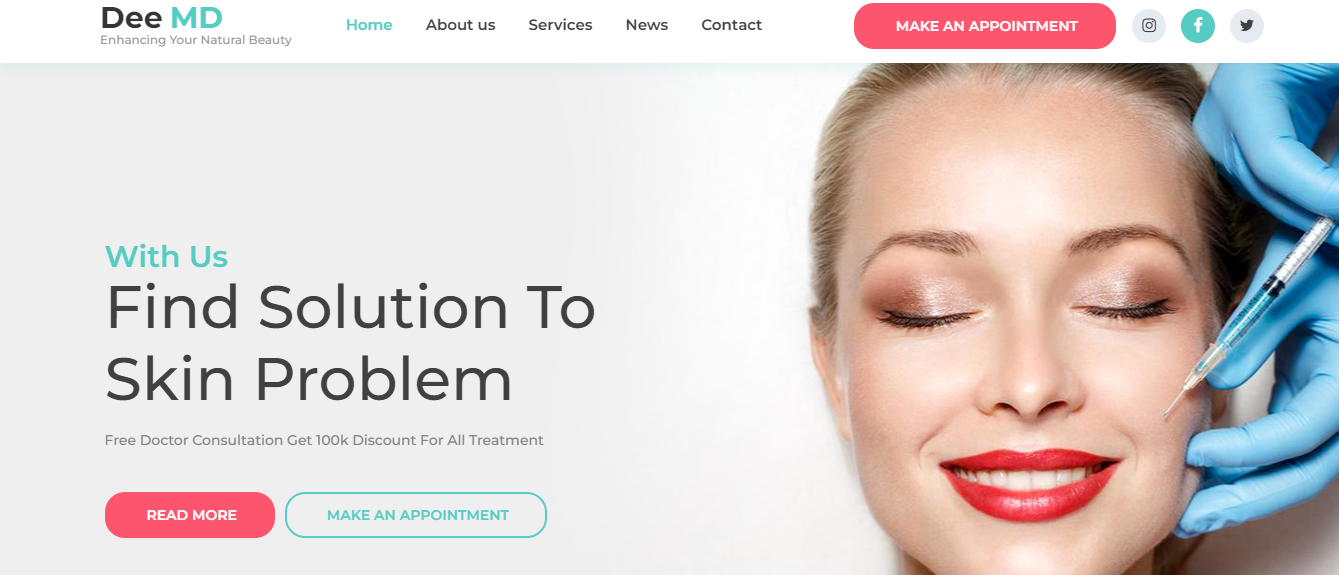 Dee MD
Enhancing Your Natural Beauty
Home
About us
Services
News
Contact
MAKE AN APPOINTMENT
With Us
Find Solution To
Skin Problem
Free Doctor Consultation Get 100k Discount For All Treatment
READ MORE
MAKE AN APPOINTMENT